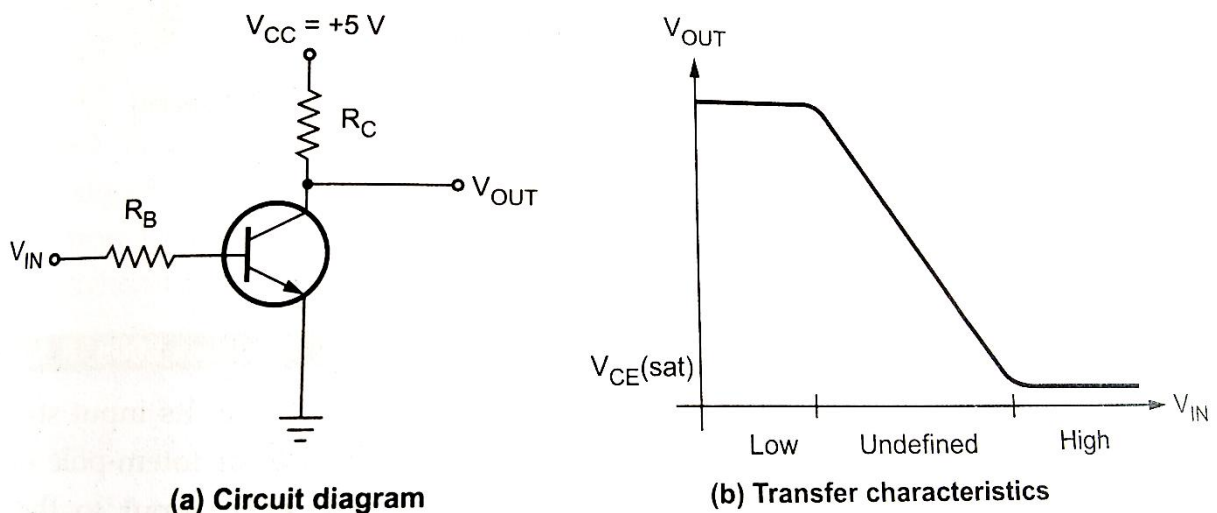 V_CC = +5 V
R_C
V_OUT
R_B
V_IN
(a) Circuit diagram
V_OUT
V_CE(sat)
V_IN
Low Undefined High
(b) Transfer characteristics